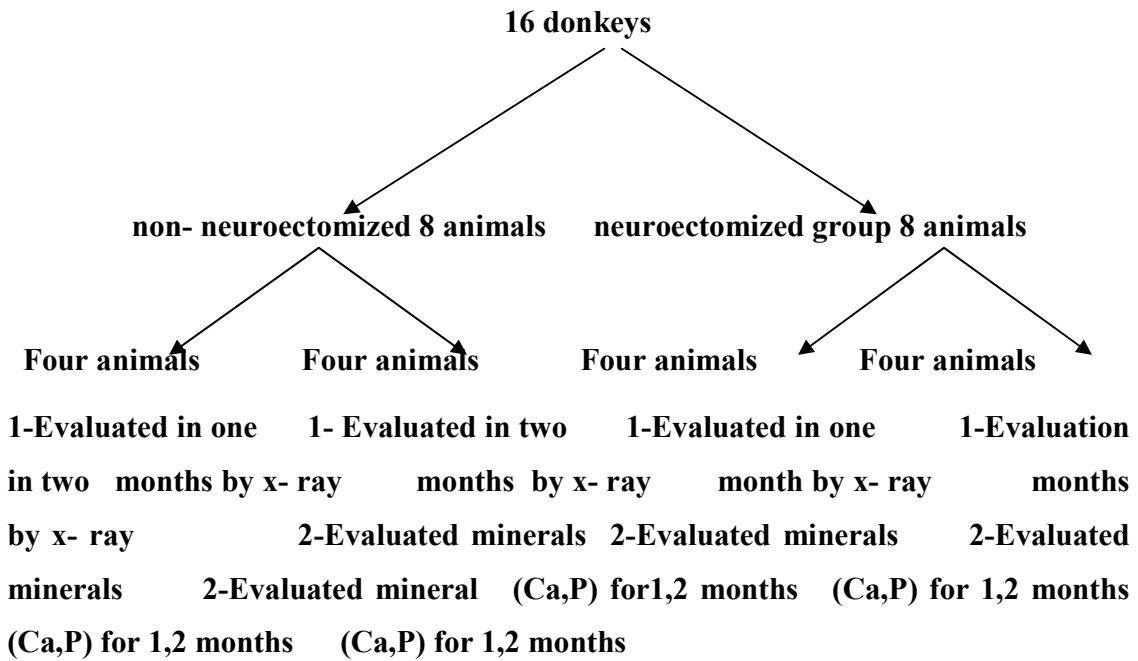 16 donkeys
non- neuroectomized 8 animals neuroectomized group 8 animals
Four animals Four animals Four animals Four animals
1-Evaluated in one 1- Evaluated in two 1-Evaluated in one 1-Evaluation
in two months by x- ray months by x- ray month by x- ray months
by x- ray 2-Evaluated minerals 2-Evaluated minerals 2-Evaluated
minerals 2-Evaluated mineral (Ca,P) for1,2 months (Ca,P) for 1,2 months
(Ca,P) for 1,2 months (Ca,P) for 1,2 months